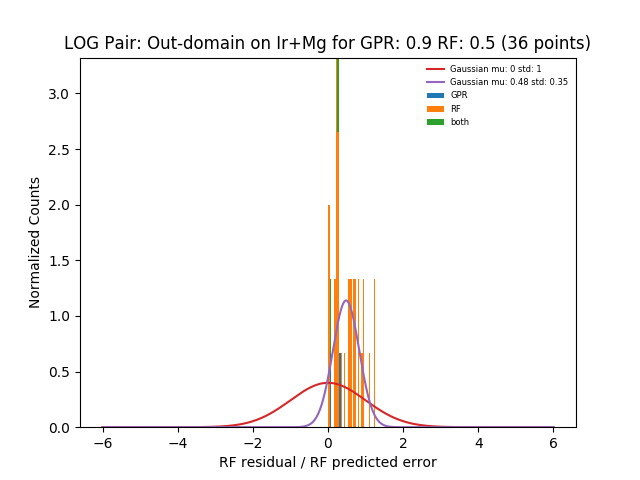 LOG Pair: Out-domain on Ir+Mg for GPR: 0.9 RF: 0.5 (36 points)
Gaussian mu: 0 std: 1
Gaussian mu: 0.48 std: 0.35
GPR
RF
both
Normalized Counts
3.0
2.5
2.0
1.5
1.0
0.5
0.0
−6
−4
−2
0
2
4
6
RF residual / RF predicted error